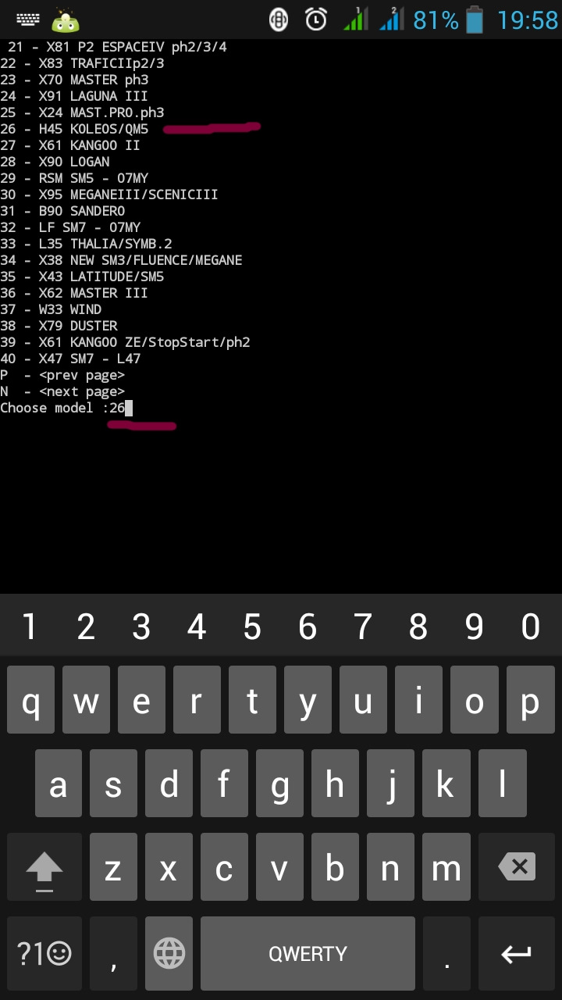 1 2 81% 19:58
21 - X81 P2 ESPACEIV ph2/3/4
22 - X83 TRAFICIIp2/3
23 - X70 MASTER ph3
24 - X91 LAGUNA III
25 - X24 MAST.PRO.ph3
26 - H45 KOLEOS/QM5
27 - X61 KANGOO II
28 - X90 LOGAN
29 - RSM SM5 - 07MY
30 - X95 MEGANEIII/SCENICIII
31 - B90 SANDERO
32 - LF SM7 - 07MY
33 - L35 THALIA/SYMB.2
34 - X38 NEW SM3/FLUENCE/MEGANE
35 - X43 LATITUDE/SM5
36 - X62 MASTER III
37 - W33 WIND
38 - X79 DUSTER
39 - X61 KANGOO ZE/StopStart/ph2
40 - X47 SM7 - L47
P  - <prev page>
N  - <next page>
Choose model :26
1 2 3 4 5 6 7 8 9 0
q w e r t y u i o p
a s d f g h j k l
z x c v b n m
?1☺ , QWERTY .